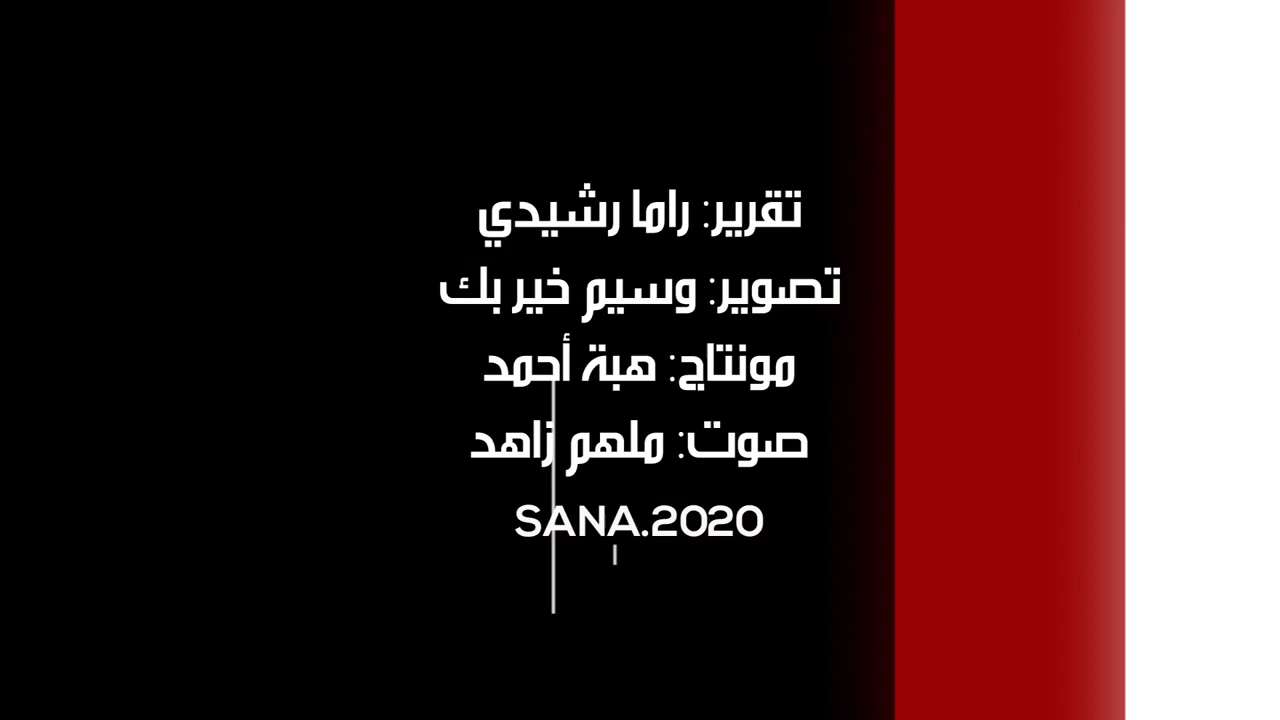 تقرير: راما رشيدي
تصوير: وسيم خير بك
مونتاج: هبة أحمد
صوت: ملهم زاهد
SANA.2020